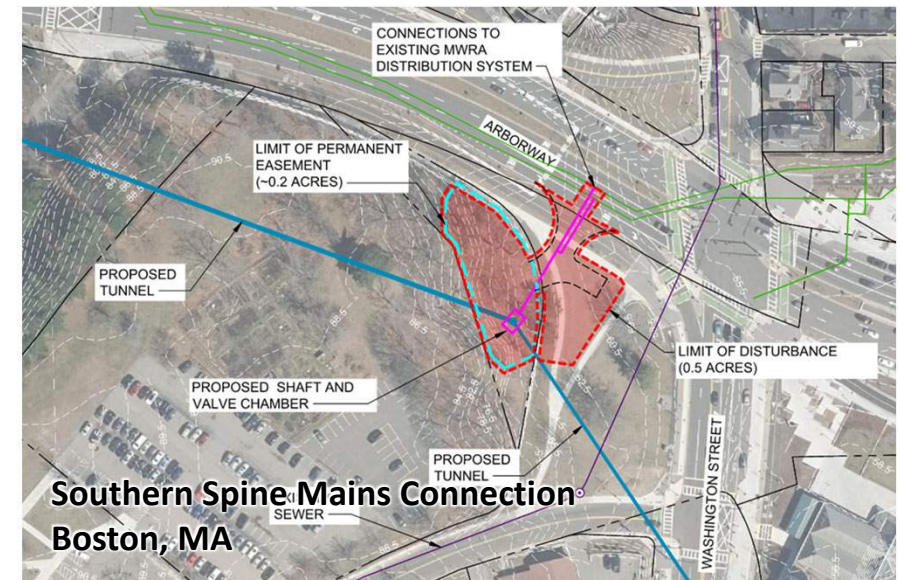 CONNECTIONS TO
EXISTING MWRA
DISTRIBUTION SYSTEM
ARBORWAY
LIMIT OF PERMANENT
EASEMENT
(~0.2 ACRES)
PROPOSED
TUNNEL
LIMIT OF DISTURBANCE
(0.5 ACRES)
PROPOSED SHAFT AND
VALVE CHAMBER
PROPOSED
TUNNEL
WASHINGTON STREET
SEWER
Southern Spine Mains Connection
Boston, MA